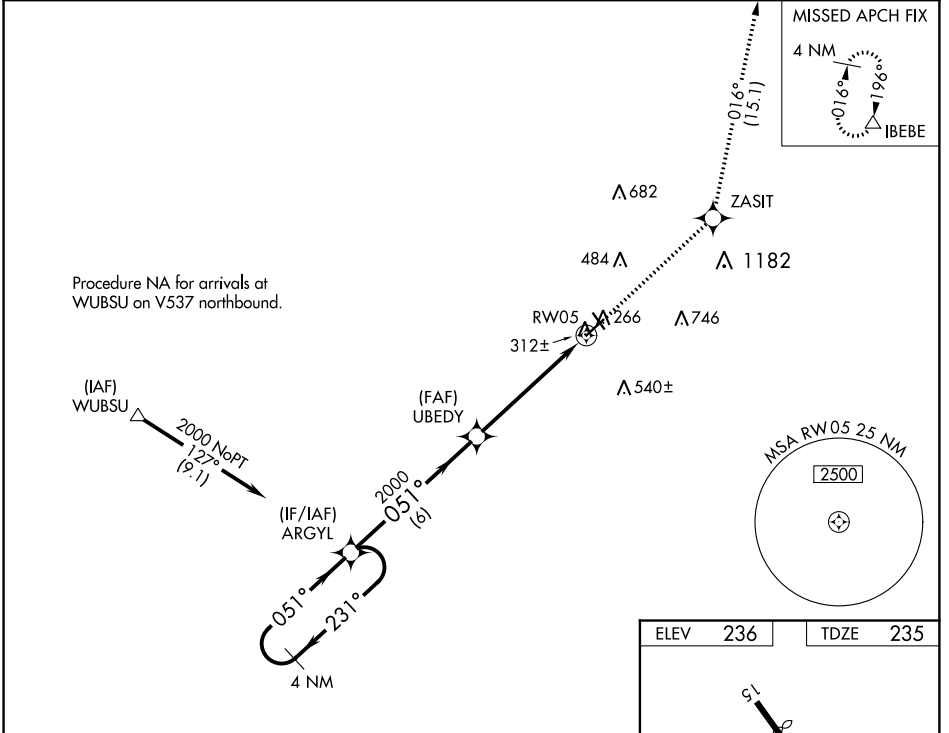 MISSED APCH FIX
4 NM
016°
196°
IBEBE
016°
(15.1)
682
ZASIT
484
1182
Procedure NA for arrivals at
WUBSU on V537 northbound.
RW05
266
746
312±
540±
(IAF)
WUBSU
2000 NoPT
127°
(9.1)
(FAF)
UBEDY
2000
051°
(6)
(IF/IAF)
ARGYL
051°
231°
4 NM
MSA RW05 25 NM
2500
ELEV 236
TDZE 235
15